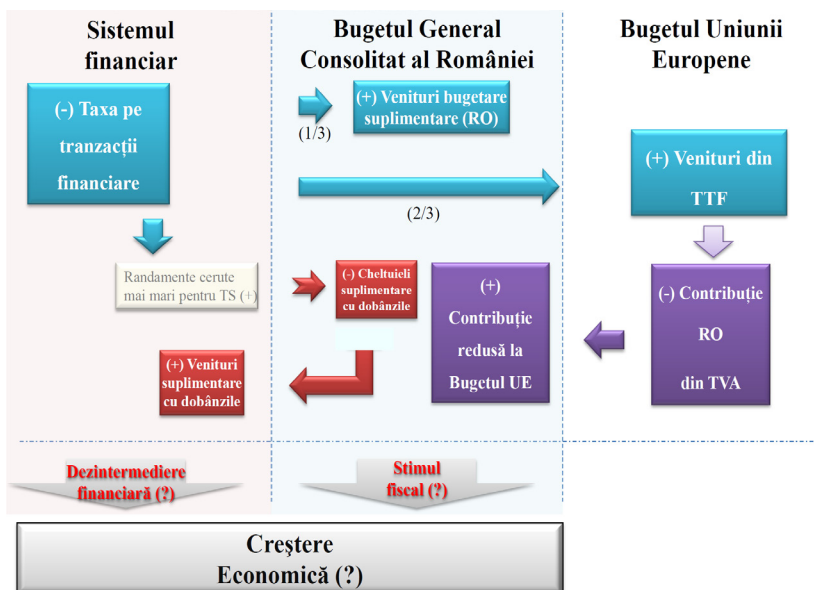 Sistemul
financiar
Bugetul General
Consolitat al României
Bugetul Uniunii
Europene
(-) Taxa pe
tranzacții
financiare
(1/3)
(+) Venituri bugetare
suplimentare (RO)
(2/3)
(+) Venituri din
TTF
Randamente cerute
mai mari pentru TS (+)
(-) Cheltuieli
suplimentare
cu dobânzile
(+)
Contribuție
redusă la
Bugetul UE
(-) Contribuție
RO
din TVA
(+) Venituri
suplimentare
cu dobânzile
Dezintermediere
financiară (?)
Stimul
fiscal (?)
Creştere
Economică (?)